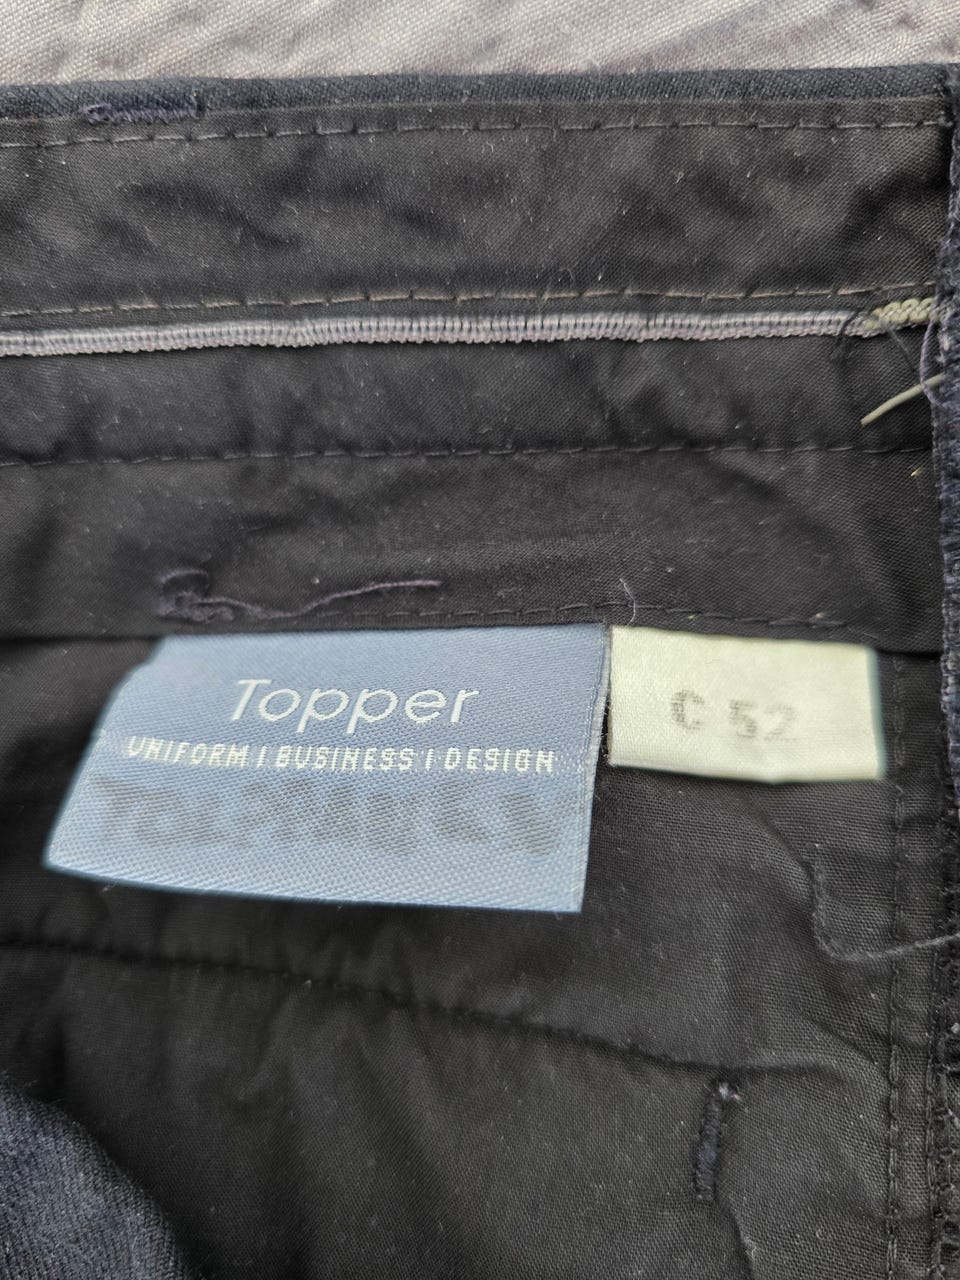 Topper
UNIFORM | BUSINESS | DESIGN
C 52